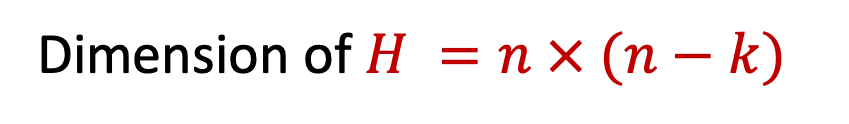 Dimension of H = n × (n − k)